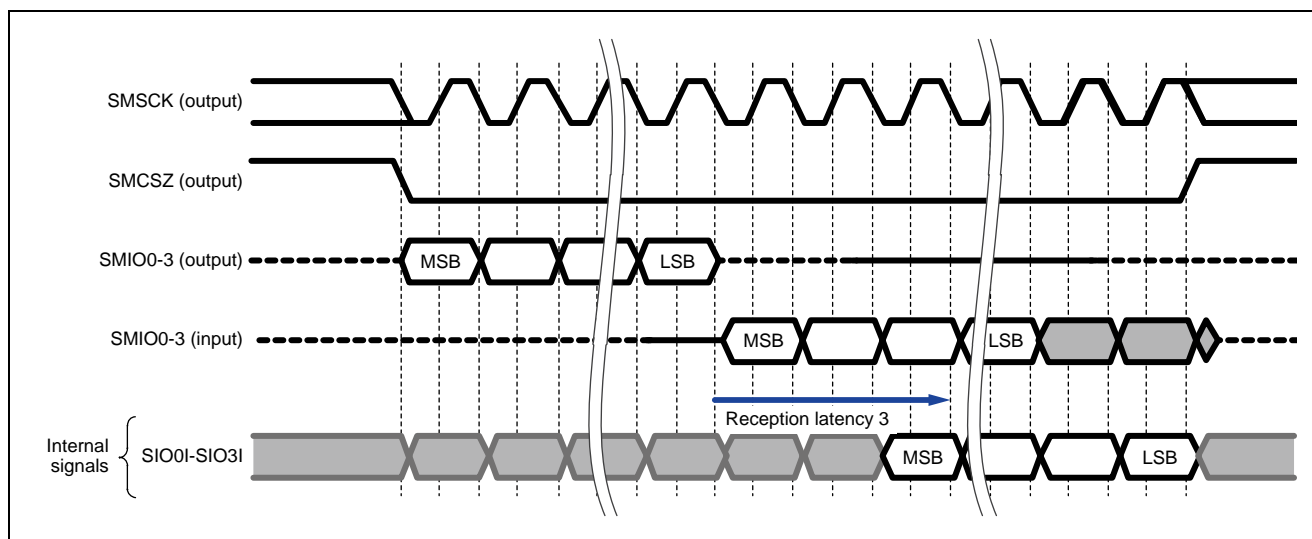 SMSCK (output)
SMCSZ (output)
SMIO0-3 (output)
MSB
LSB
SMIO0-3 (input)
MSB
LSB
Reception latency 3
Internal
signals
SIO0I-SIO3I
MSB
LSB